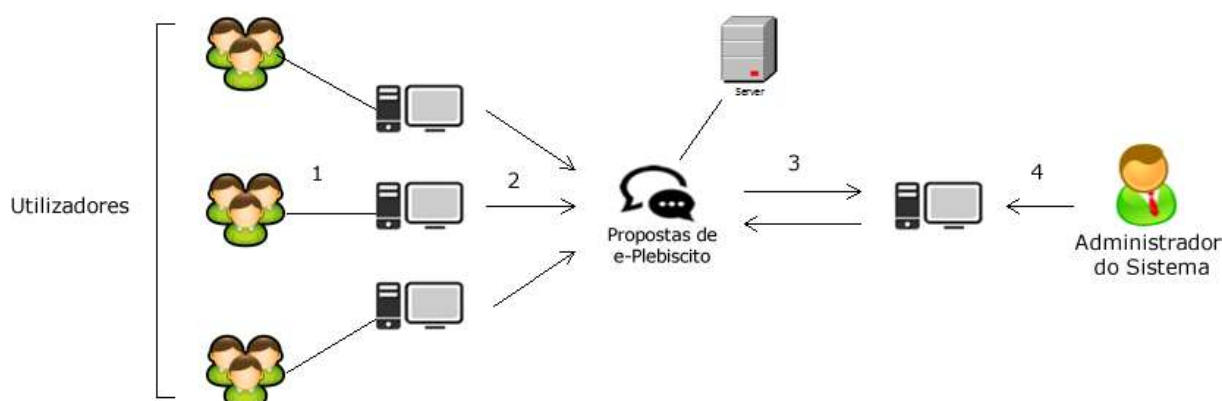 Server
1
2
3
4
Utilizadores
Propostas de
e-Plebiscito
Administrador
do Sistema